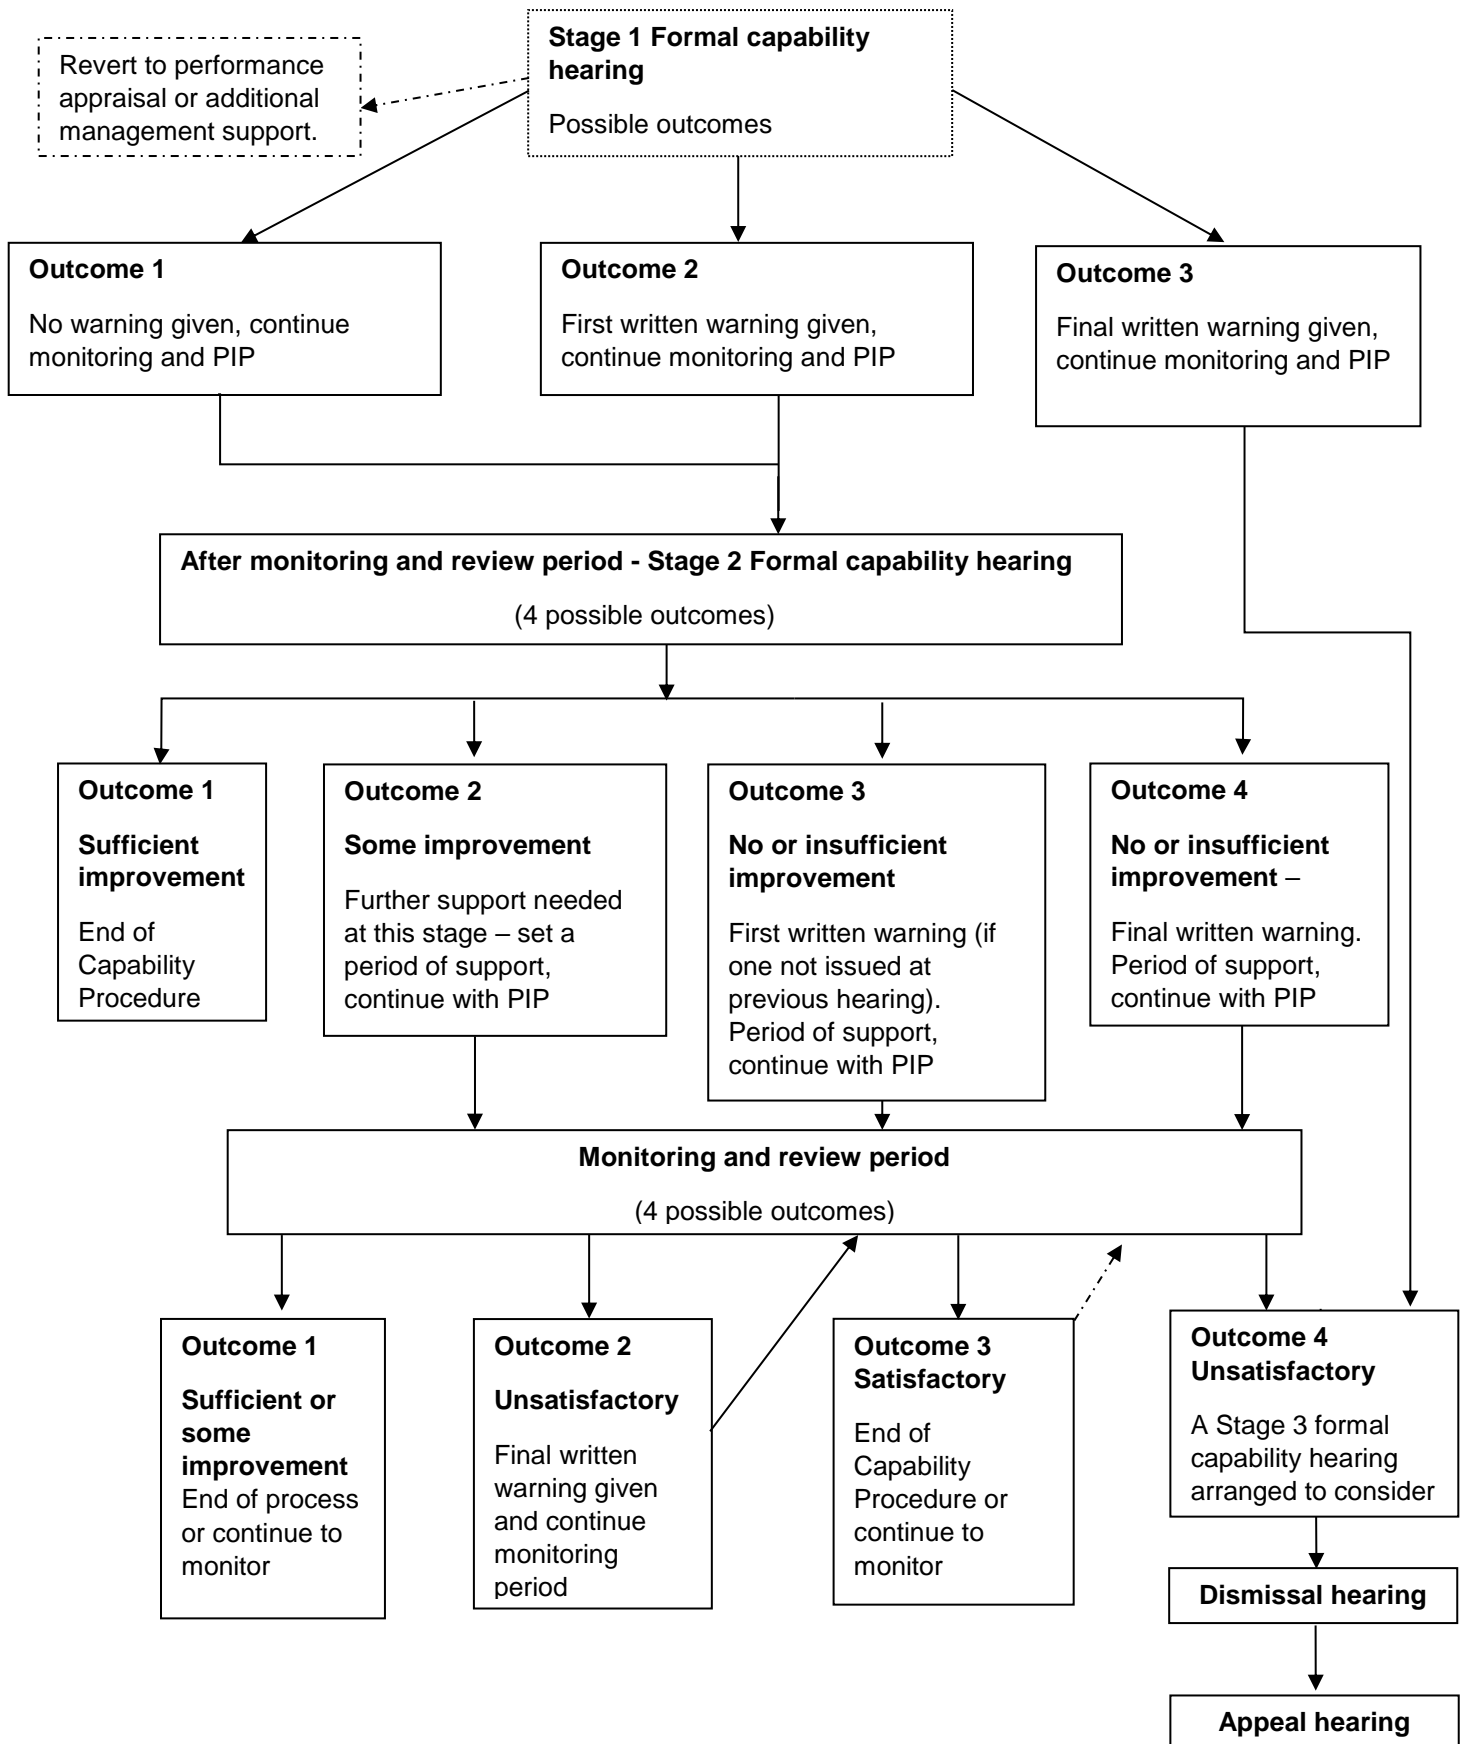 Stage 1 Formal capability
hearing
Possible outcomes
Revert to performance
appraisal or additional
management support.
Outcome 1
No warning given, continue
monitoring and PIP
Outcome 2
First written warning given,
continue monitoring and PIP
Outcome 3
Final written warning given,
continue monitoring and PIP
After monitoring and review period - Stage 2 Formal capability hearing
(4 possible outcomes)
Outcome 1
Sufficient
improvement
End of
Capability
Procedure
Outcome 2
Some improvement
Further support needed
at this stage – set a
period of support,
continue with PIP
Outcome 3
No or insufficient
improvement
First written warning (if
one not issued at
previous hearing).
Period of support,
continue with PIP
Outcome 4
No or insufficient
improvement –
Final written warning.
Period of support,
continue with PIP
Monitoring and review period
(4 possible outcomes)
Outcome 1
Sufficient or
some
improvement
End of process
or continue to
monitor
Outcome 2
Unsatisfactory
Final written
warning given
and continue
monitoring
period
Outcome 3
Satisfactory
End of
Capability
Procedure or
continue to
monitor
Outcome 4
Unsatisfactory
A Stage 3 formal
capability hearing
arranged to consider
Dismissal hearing
Appeal hearing